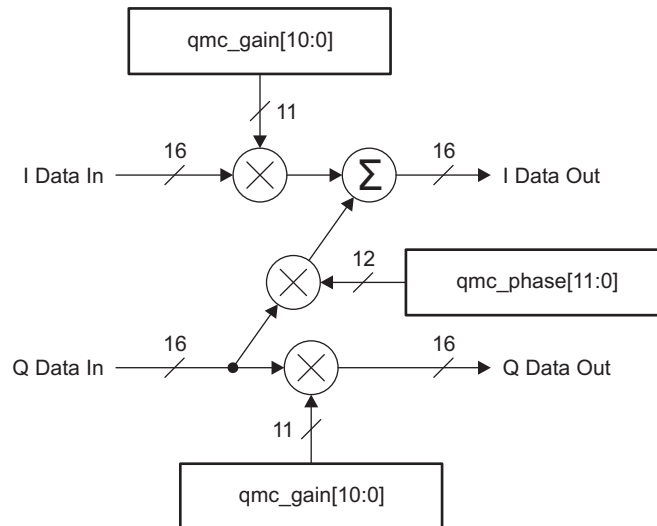 qmc_gain[10:0]
11
16
16
I Data In
Σ
I Data Out
12
qmc_phase[11:0]
16
16
Q Data In
Q Data Out
11
qmc_gain[10:0]